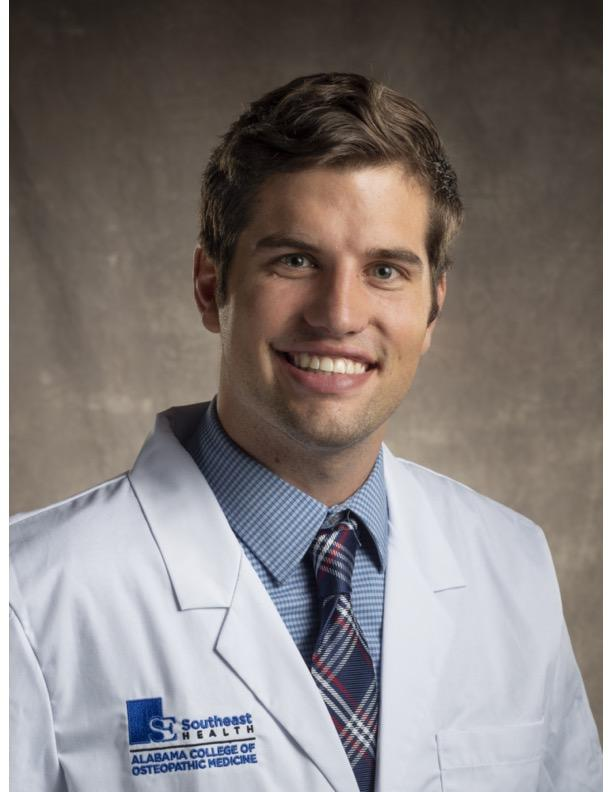 SE Southeast
HEALTH
ALABAMA COLLEGE OF
OSTEOPATHIC MEDICINE